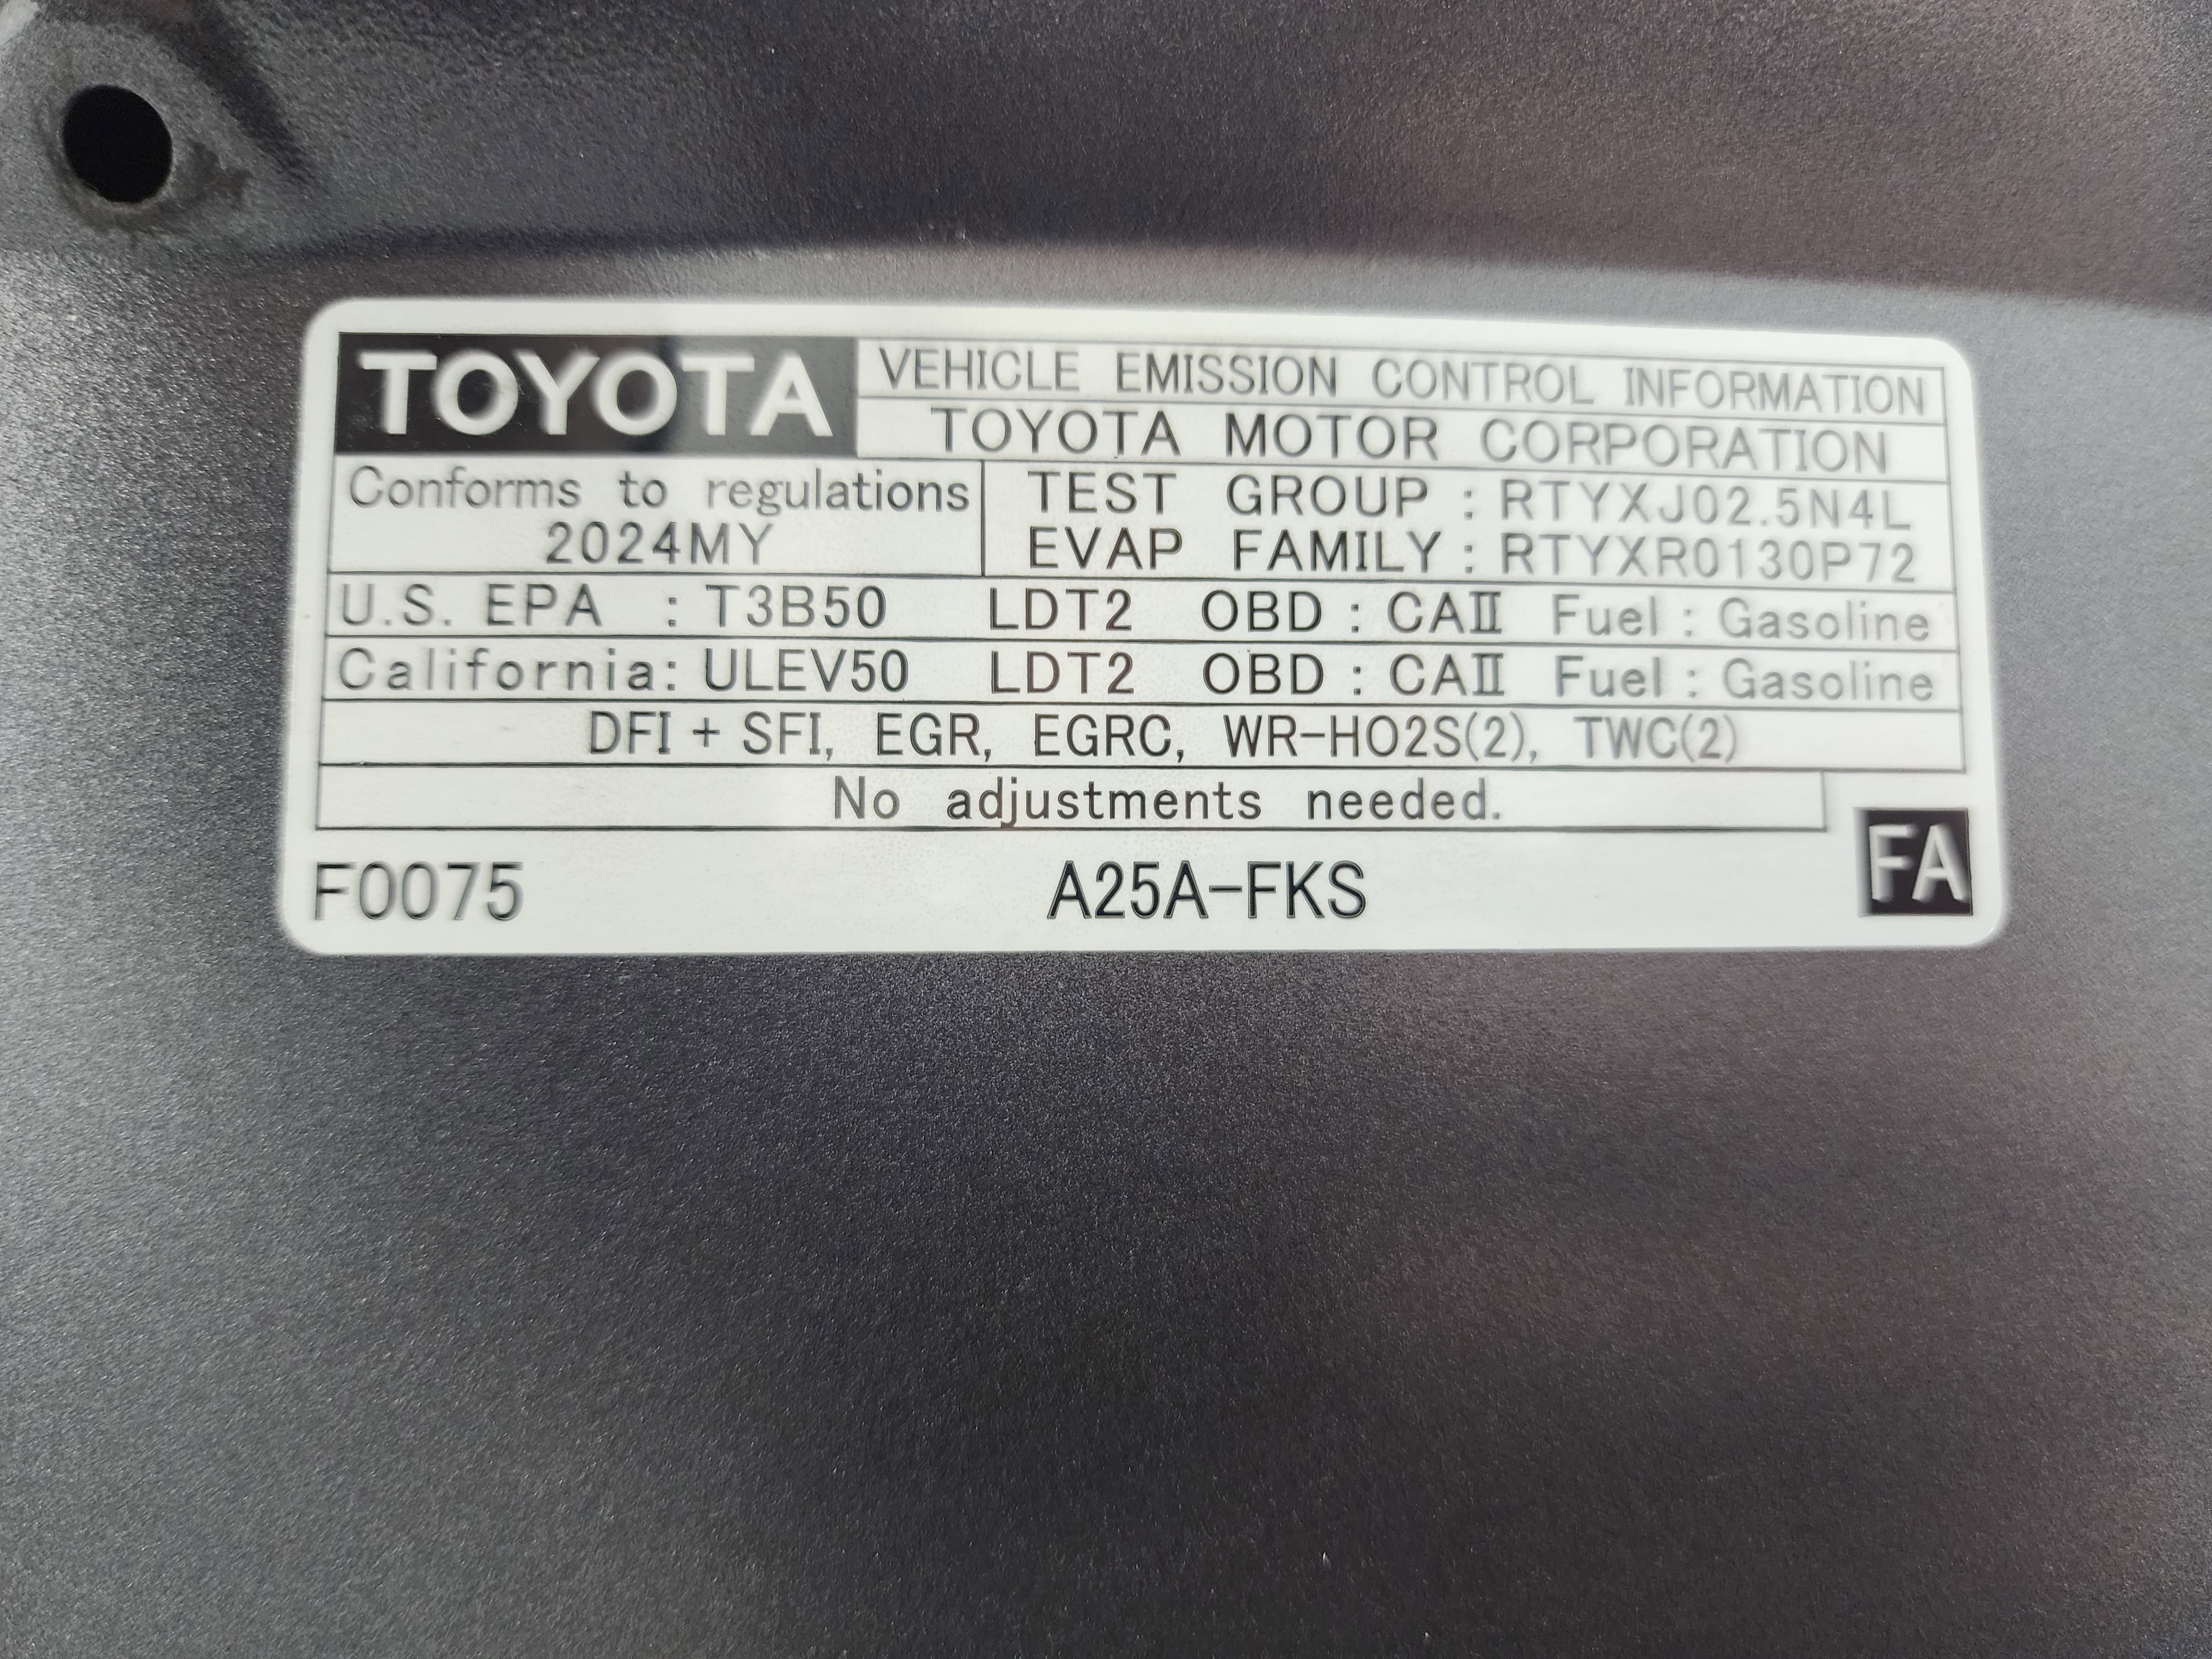 TOYOTA
VEHICLE EMISSION CONTROL INFORMATION
TOYOTA MOTOR CORPORATION
Conforms to regulations
2024MY
TEST GROUP : RTYXJ02.5N4L
EVAP FAMILY : RTYXR0130P72
U.S. EPA : T3B50 LDT2 OBD : CAⅡ Fuel : Gasoline
California: ULEV50 LDT2 OBD : CAⅡ Fuel : Gasoline
DFI + SFI, EGR, EGRC, WR-HO2S(2), TWC(2)
No adjustments needed.
F0075 A25A-FKS FA